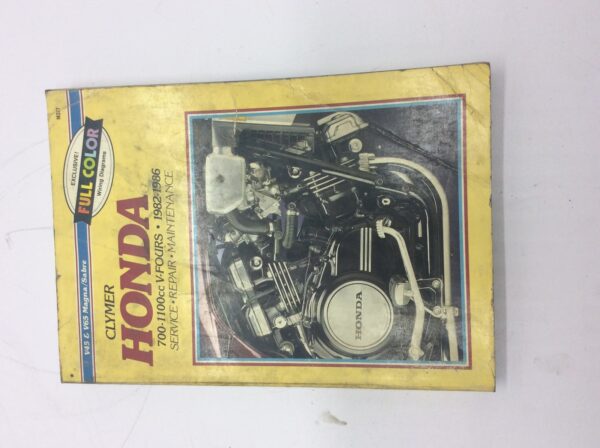 V45 & V65 Magna/Sabre
EXCLUSIVE!
FULL COLOR
Wiring Diagrams
CLYMER
HONDA
700-1100cc V-FOURS • 1982-1986
SERVICE • REPAIR • MAINTENANCE
HONDA